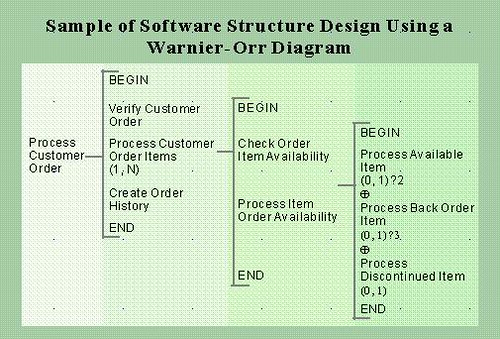 Sample of Software Structure Design Using a
Warnier-Orr Diagram
Process
Customer
Order
BEGIN
Verify Customer
Order
Process Customer
Order Items
(1, N)
Create Order
History
END
BEGIN
Check Order
Item Availability
Process Item
Order Availability
END
BEGIN
Process Available
Item
(0, 1)?2
⊕
Process Back Order
Item
(0, 1)?3
⊕
Process
Discontinued Item
(0, 1)
END